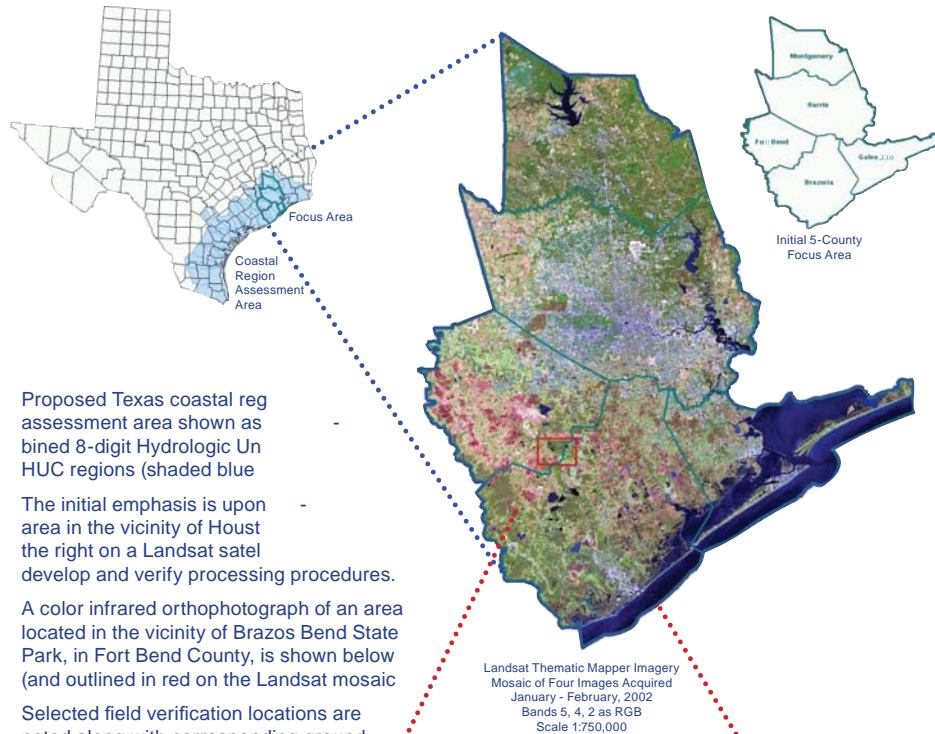 Focus Area
Coastal
Region
Assessment
Area
Montgomery
Harris
Bend
Brazoria
Initial 5-County
Focus Area
Proposed Texas coastal reg
assessment area shown as -
bined 8-digit Hydrologic Un
HUC regions (shaded blue
The initial emphasis is upon -
area in the vicinity of Houst
the right on a Landsat satel
develop and verify processing procedures.
A color infrared orthophotograph of an area
located in the vicinity of Brazos Bend State
Park, in Fort Bend County, is shown below
(and outlined in red on the Landsat mosaic
Selected field verification locations are
noted along with corresponding ground
Landsat Thematic Mapper Imagery
Mosaic of Four Images Acquired
January - February, 2002
Bands 5, 4, 2 as RGB
Scale 1:750,000